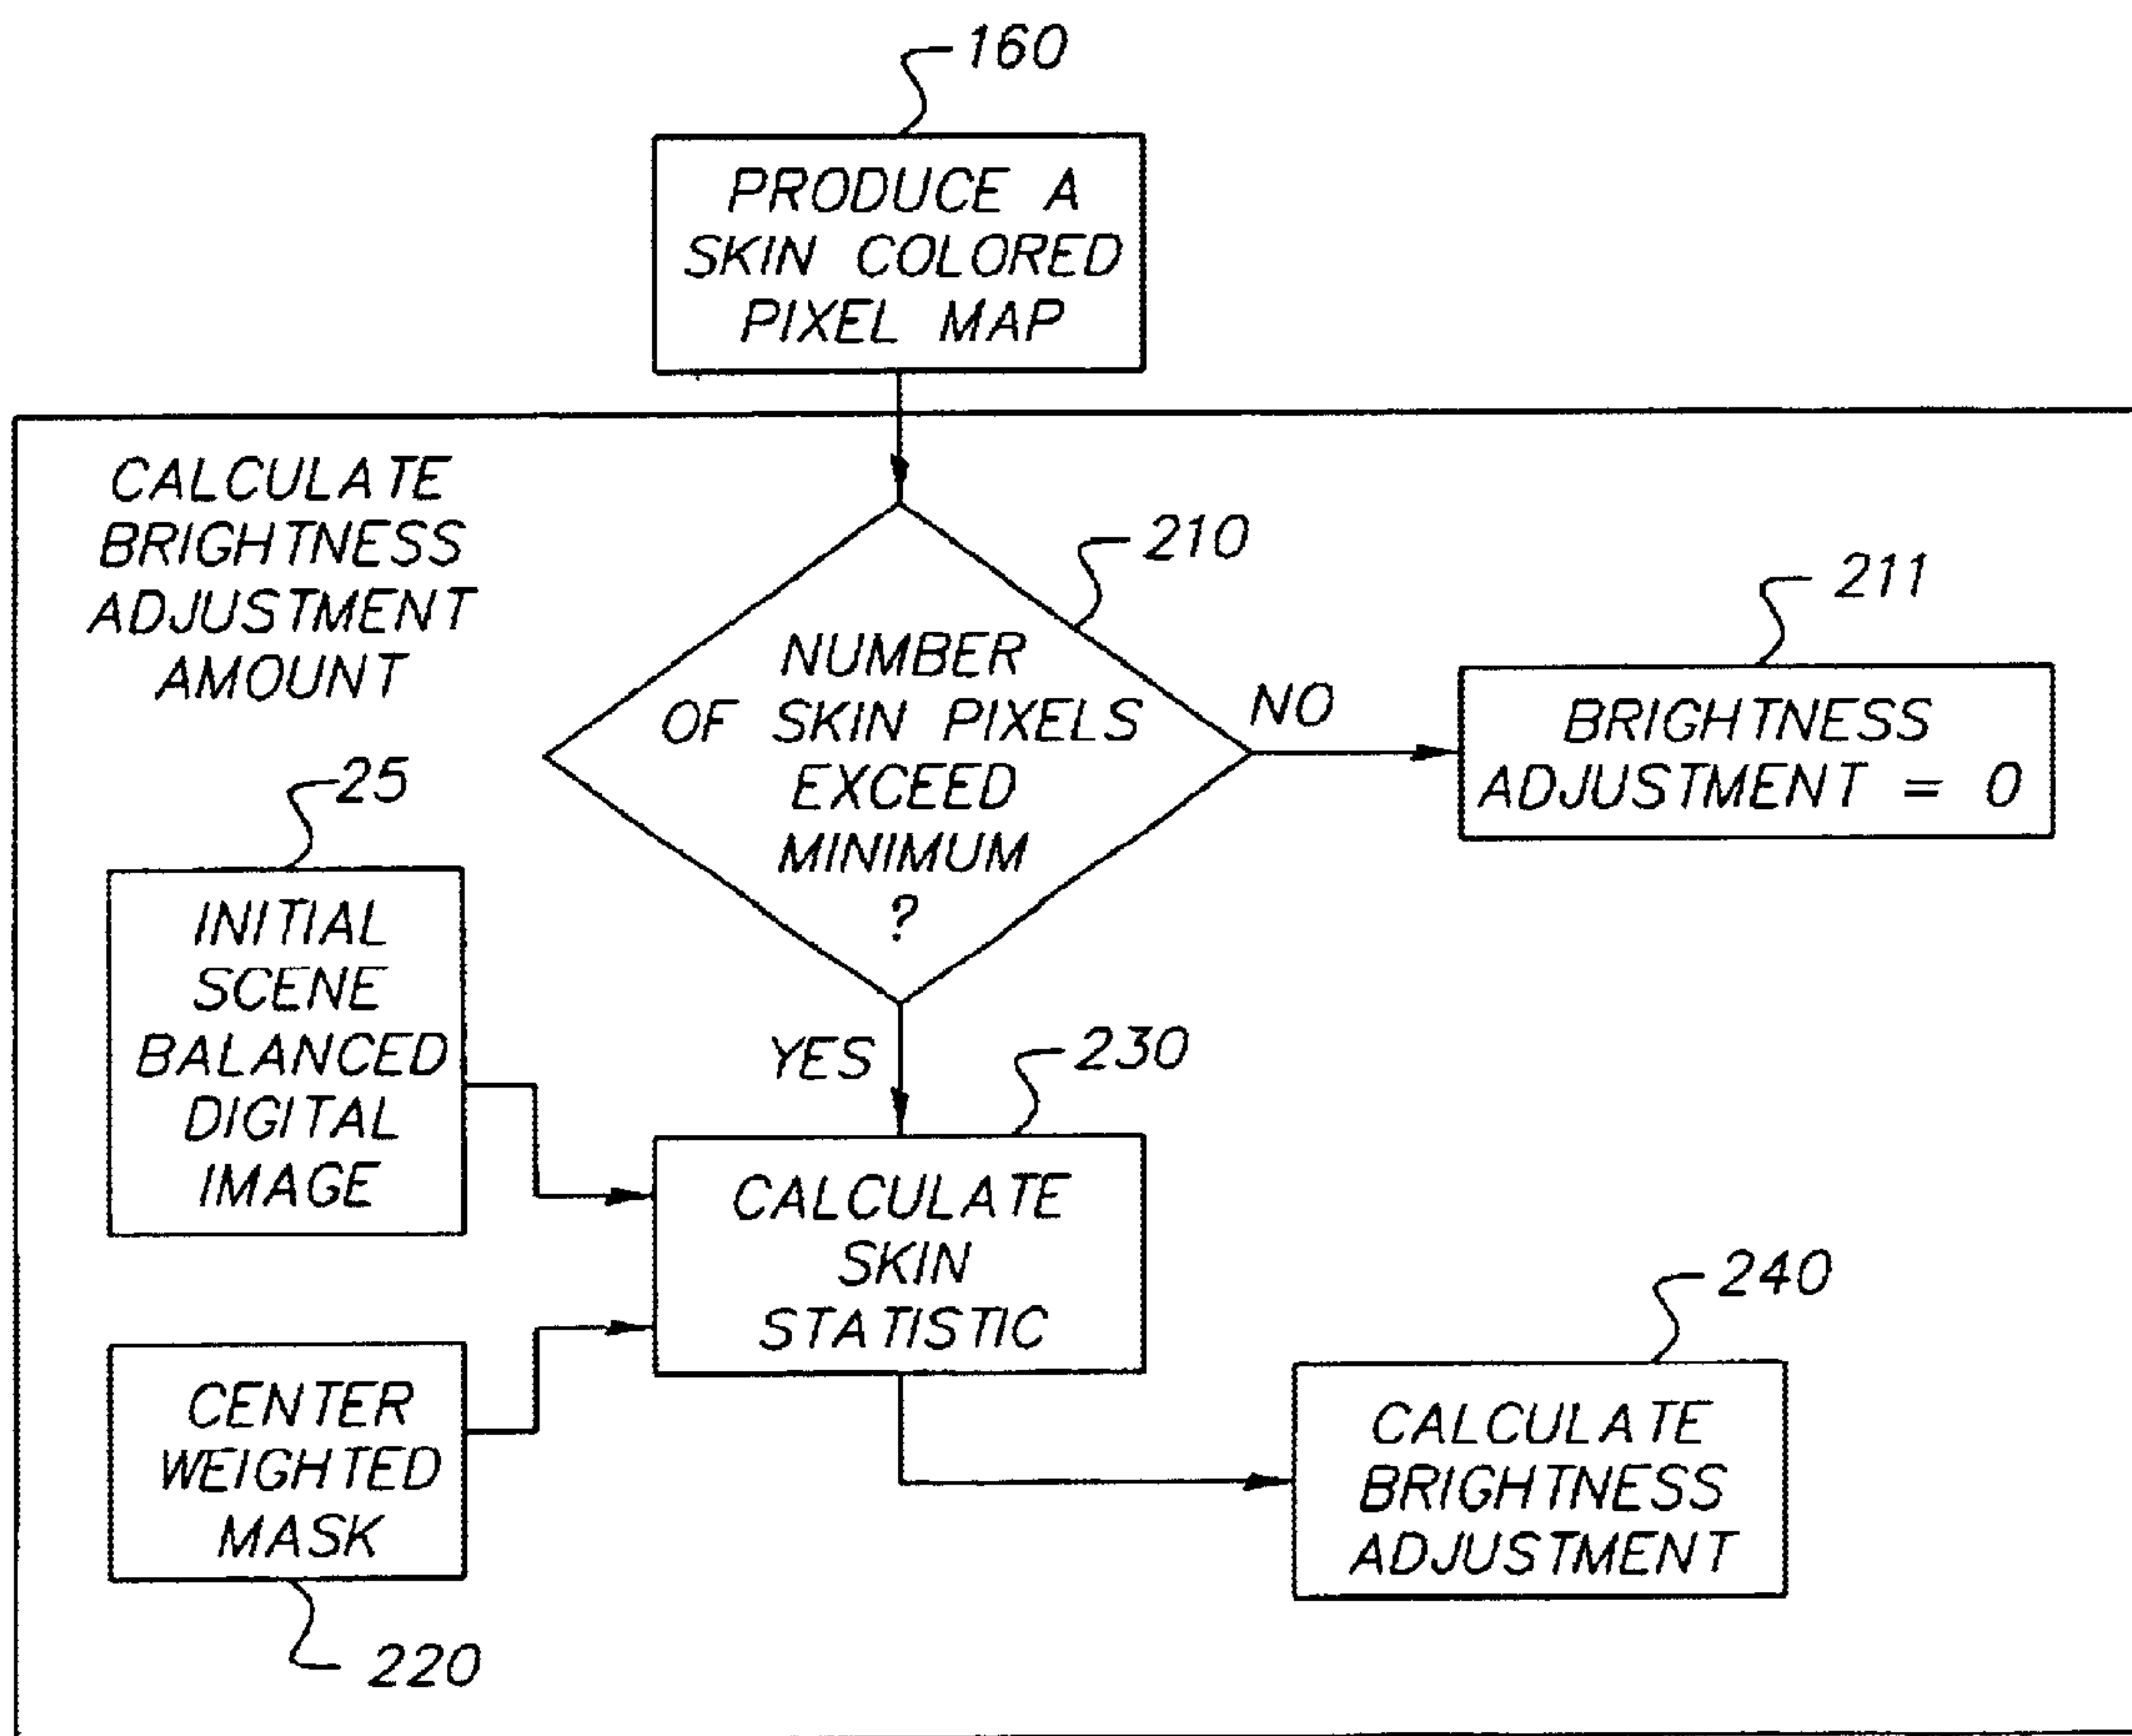 160
PRODUCE A
SKIN COLORED
PIXEL MAP
CALCULATE
BRIGHTNESS
ADJUSTMENT
AMOUNT
210
NUMBER
OF SKIN PIXELS
EXCEED
MINIMUM
?
NO
211
BRIGHTNESS
ADJUSTMENT = 0
25
INITIAL
SCENE
BALANCED
DIGITAL
IMAGE
YES
230
CALCULATE
SKIN
STATISTIC
CENTER
WEIGHTED
MASK
220
240
CALCULATE
BRIGHTNESS
ADJUSTMENT